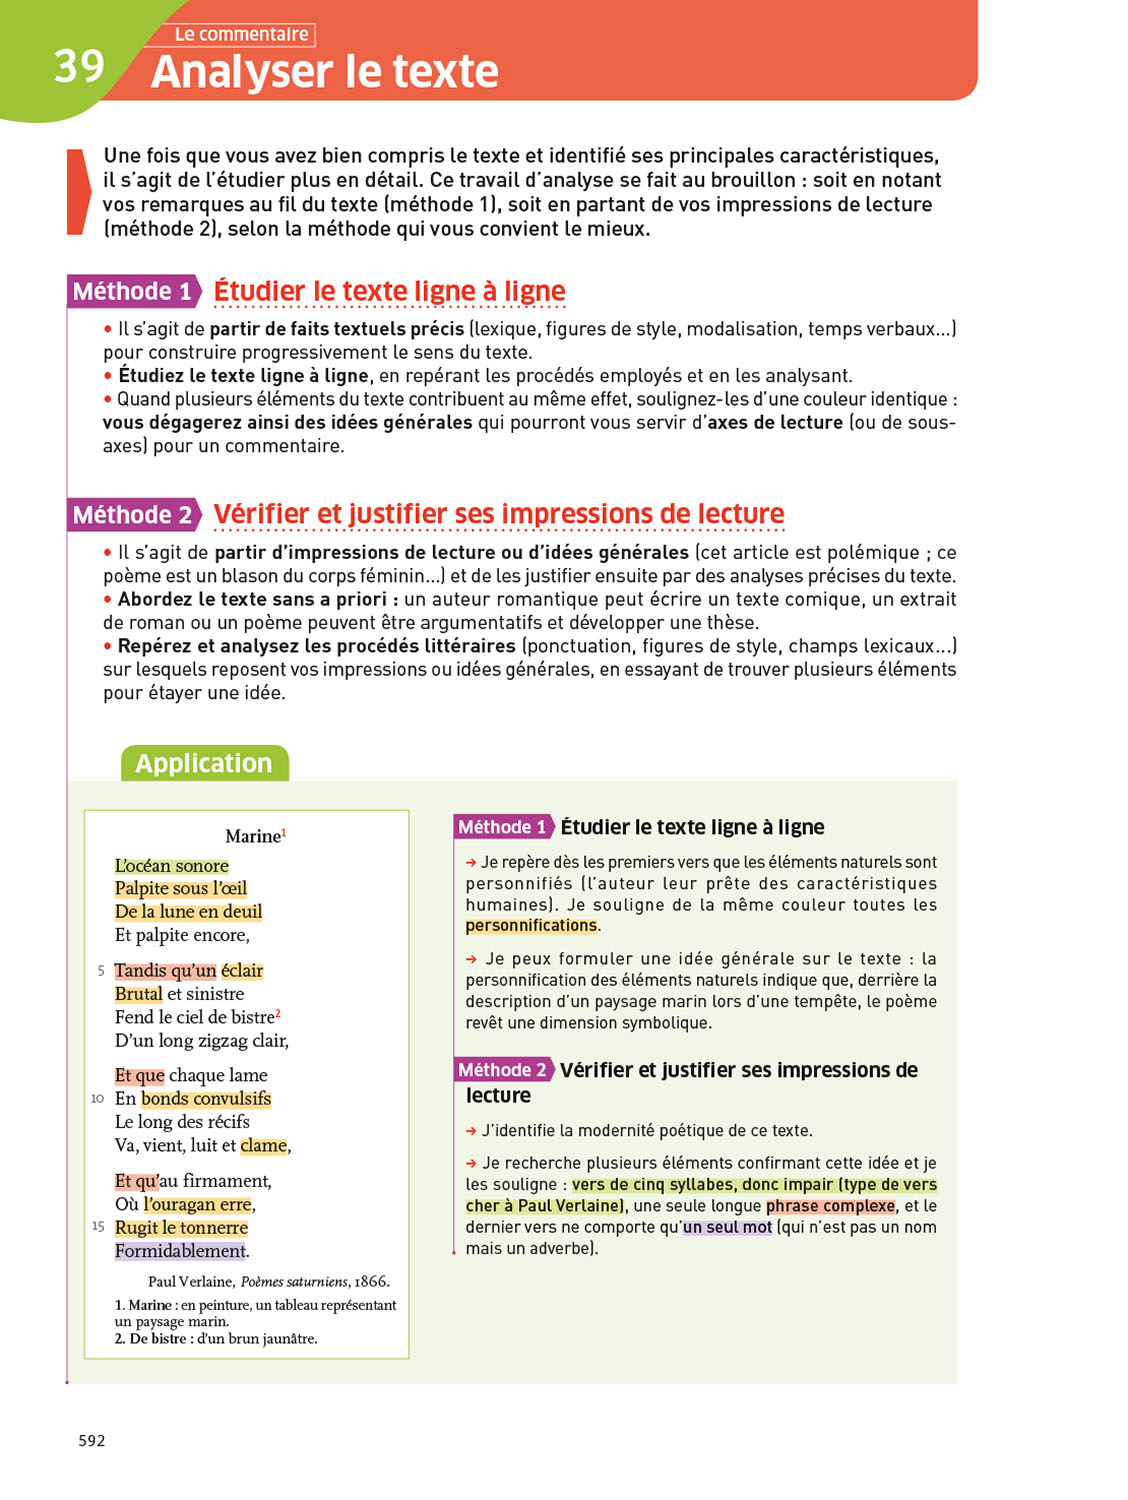 39
Le commentaire
Analyser le texte
Une fois que vous avez bien compris le texte et identifié ses principales caractéristiques,
il s'agit de l'étudier plus en détail. Ce travail d'analyse se fait au brouillon : soit en notant
vos remarques au fil du texte (méthode 1), soit en partant de vos impressions de lecture
(méthode 2), selon la méthode qui vous convient le mieux.
Méthode 1 Étudier le texte ligne à ligne
• Il s'agit de partir de faits textuels précis (lexique, figures de style, modalisation, temps verbaux...)
pour construire progressivement le sens du texte.
• Étudiez le texte ligne à ligne, en repérant les procédés employés et en les analysant.
• Quand plusieurs éléments du texte contribuent au même effet, soulignez-les d'une couleur identique :
vous dégagerez ainsi des idées générales qui pourront vous servir d'axes de lecture (ou de sous-
axes) pour un commentaire.
Méthode 2 Vérifier et justifier ses impressions de lecture
• Il s'agit de partir d'impressions de lecture ou d'idées générales (cet article est polémique ; ce
poème est un blason du corps féminin...) et de les justifier ensuite par des analyses précises du texte.
• Abordez le texte sans a priori : un auteur romantique peut écrire un texte comique, un extrait
de roman ou un poème peuvent être argumentatifs et développer une thèse.
• Repérez et analysez les procédés littéraires (ponctuation, figures de style, champs lexicaux...)
sur lesquels reposent vos impressions ou idées générales, en essayant de trouver plusieurs éléments
pour étayer une idée.
Application
Marine1
L'océan sonore
Palpite sous l'œil
De la lune en deuil
Et palpite encore,
5 Tandis qu'un éclair
Brutal et sinistre
Fend le ciel de bistre2
D'un long zigzag clair,
Et que chaque lame
10 En bonds convulsifs
Le long des récifs
Va, vient, luit et clame,
Et qu'au firmament,
Où l'ouragan erre,
15 Rugit le tonnerre
Formidablement.
Paul Verlaine, Poèmes saturniens, 1866.
1. Marine : en peinture, un tableau représentant
un paysage marin.
2. De bistre : d'un brun jaunâtre.
Méthode 1 Étudier le texte ligne à ligne
→ Je repère dès les premiers vers que les éléments naturels sont
personnifiés (l'auteur leur prête des caractéristiques
humaines). Je souligne de la même couleur toutes les
personnifications.
→ Je peux formuler une idée générale sur le texte : la
personnification des éléments naturels indique que, derrière la
description d'un paysage marin lors d'une tempête, le poème
revêt une dimension symbolique.
Méthode 2 Vérifier et justifier ses impressions de
lecture
→ J'identifie la modernité poétique de ce texte.
→ Je recherche plusieurs éléments confirmant cette idée et je
les souligne : vers de cinq syllabes, donc impair (type de vers
cher à Paul Verlaine), une seule longue phrase complexe, et le
dernier vers ne comporte qu'un seul mot (qui n'est pas un nom
mais un adverbe).
592